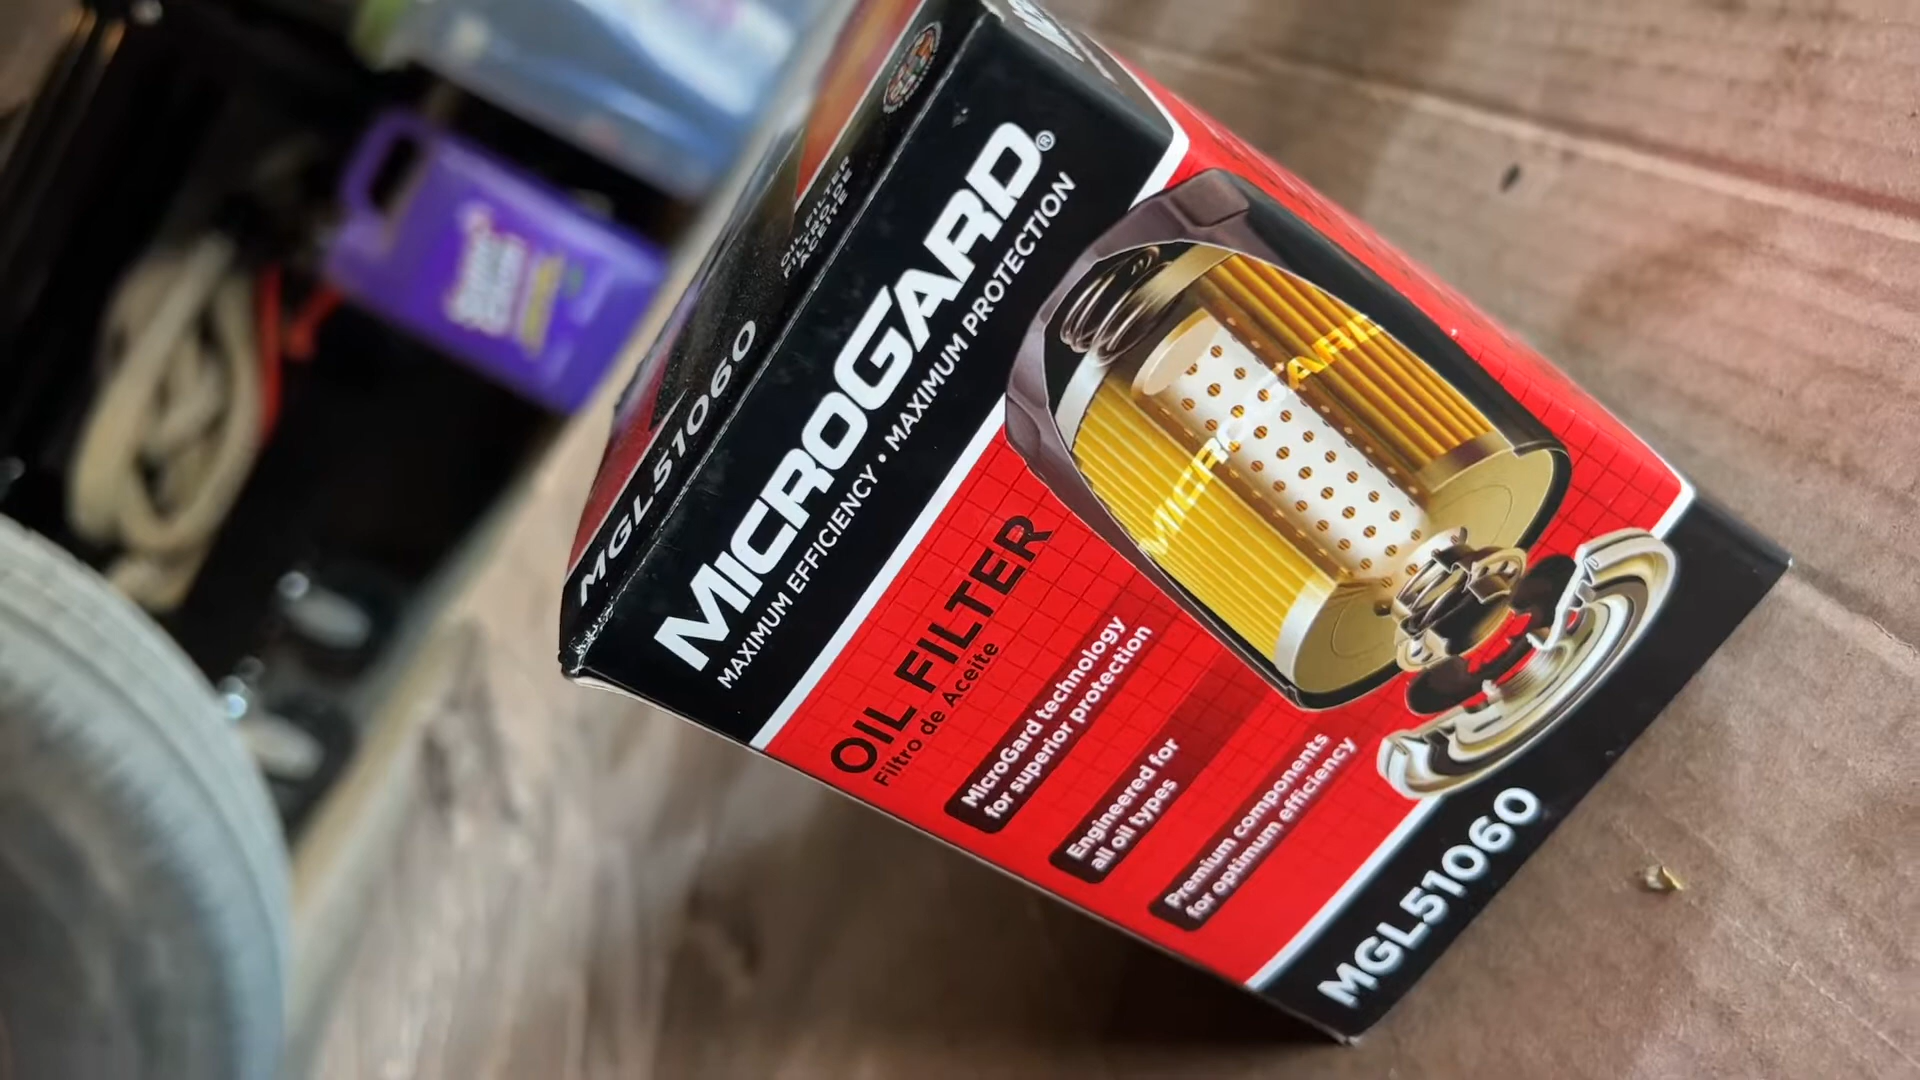 MICROGARD®
MAXIMUM EFFICIENCY • MAXIMUM PROTECTION
OIL FILTER
Filtro de Aceite
MicroGard technology
for superior protection
Engineered for
all oil types
Premium components
for optimum efficiency
MICROGARD
MGL51060
OIL FILTER
FILTRO DE
ACEITE
MGL51060